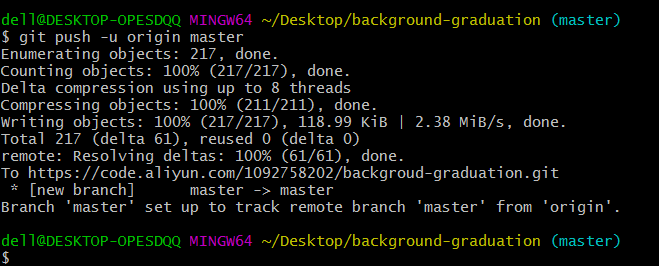 dell@DESKTOP-OPESDQQ MINGW64 ~/Desktop/background-graduation (master)
$ git push -u origin master
Enumerating objects: 217, done.
Counting objects: 100% (217/217), done.
Delta compression using up to 8 threads
Compressing objects: 100% (211/211), done.
Writing objects: 100% (217/217), 118.99 KiB | 2.38 MiB/s, done.
Total 217 (delta 61), reused 0 (delta 0)
remote: Resolving deltas: 100% (61/61), done.
To https://code.aliyun.com/1092758202/backgroud-graduation.git
 * [new branch]      master -> master
Branch 'master' set up to track remote branch 'master' from 'origin'.
dell@DESKTOP-OPESDQQ MINGW64 ~/Desktop/background-graduation (master)
$